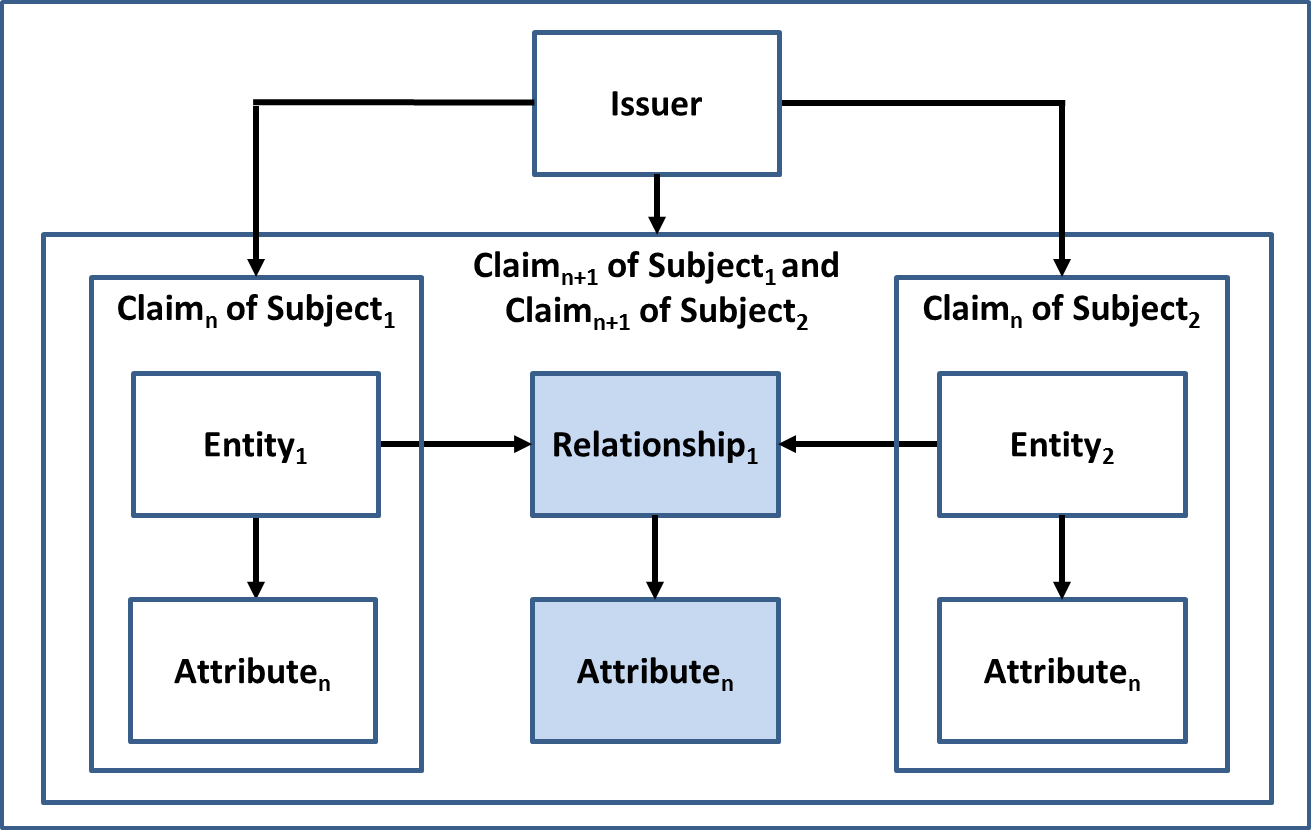 Issuer
Claimₙ₊₁ of Subject₁ and
Claimₙ₊₁ of Subject₂
Claimₙ of Subject₁
Claimₙ of Subject₂
Entity₁
Relationship₁
Entity₂
Attributeₙ
Attributeₙ
Attributeₙ